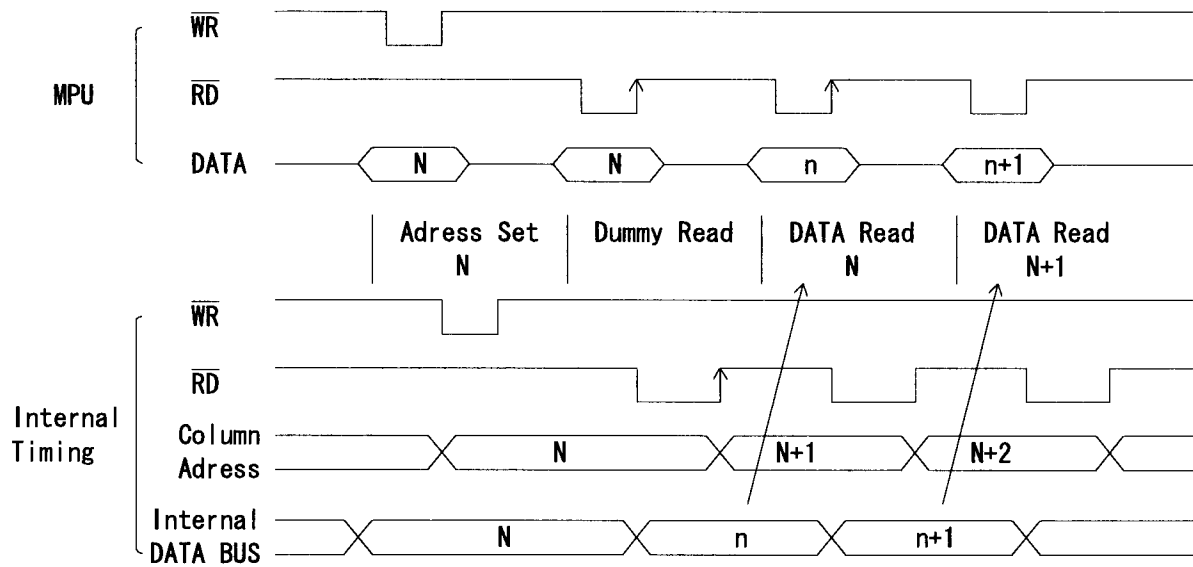 WR
MPU
RD
DATA N N n n+1
Adress Set Dummy Read DATA Read DATA Read
N N N+1
WR
RD
Internal
Timing
Column
Adress
N N+1 N+2
Internal
DATA BUS
N n n+1